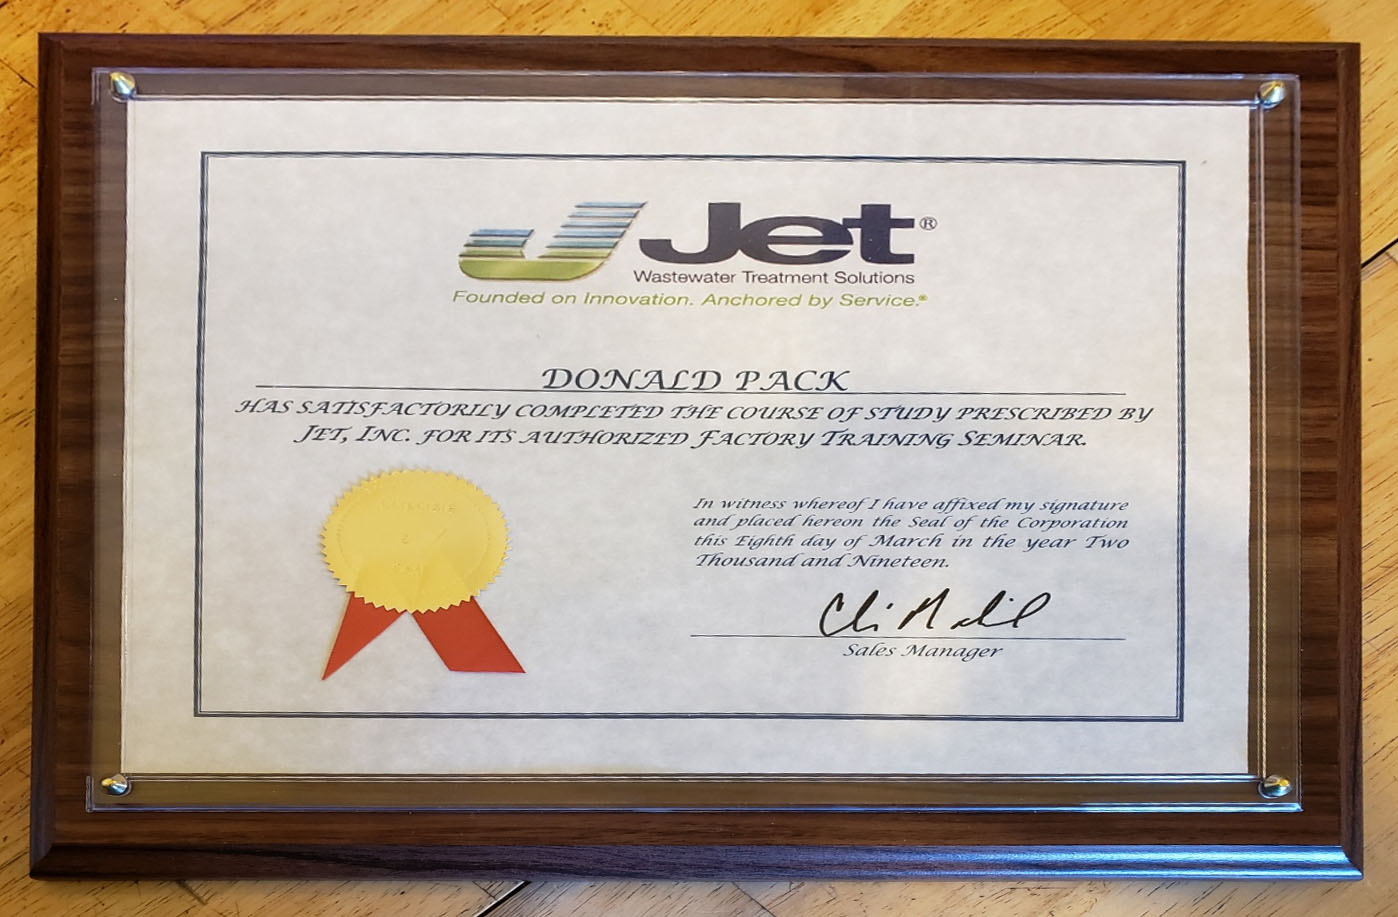 Jet®
Wastewater Treatment Solutions
Founded on Innovation. Anchored by Service.®
DONALD PACK
HAS SATISFACTORILY COMPLETED THE COURSE OF STUDY PRESCRIBED BY
JET, INC. FOR ITS AUTHORIZED FACTORY TRAINING SEMINAR.
In witness whereof I have affixed my signature
and placed hereon the Seal of the Corporation
this Eighth day of March in the year Two
Thousand and Nineteen.
Sales Manager